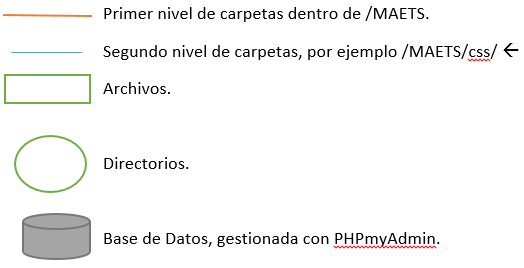 Primer nivel de carpetas dentro de /MAETS.
Segundo nivel de carpetas, por ejemplo /MAETS/css/ ←
Archivos.
Directorios.
Base de Datos, gestionada con PHPmyAdmin.